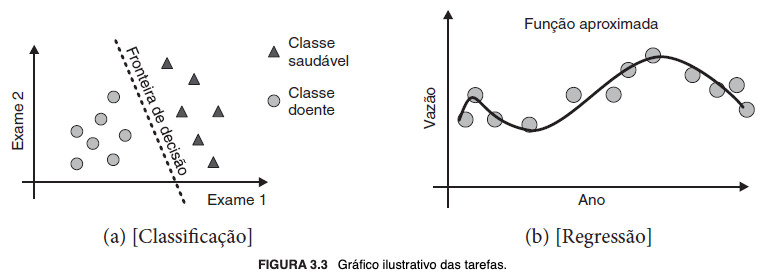 Exame 2
Fronteira de decisão
Classe
saudável
Classe
doente
Exame 1
(a) [Classificação]
Função aproximada
Vazão
Ano
(b) [Regressão]
FIGURA 3.3 Gráfico ilustrativo das tarefas.